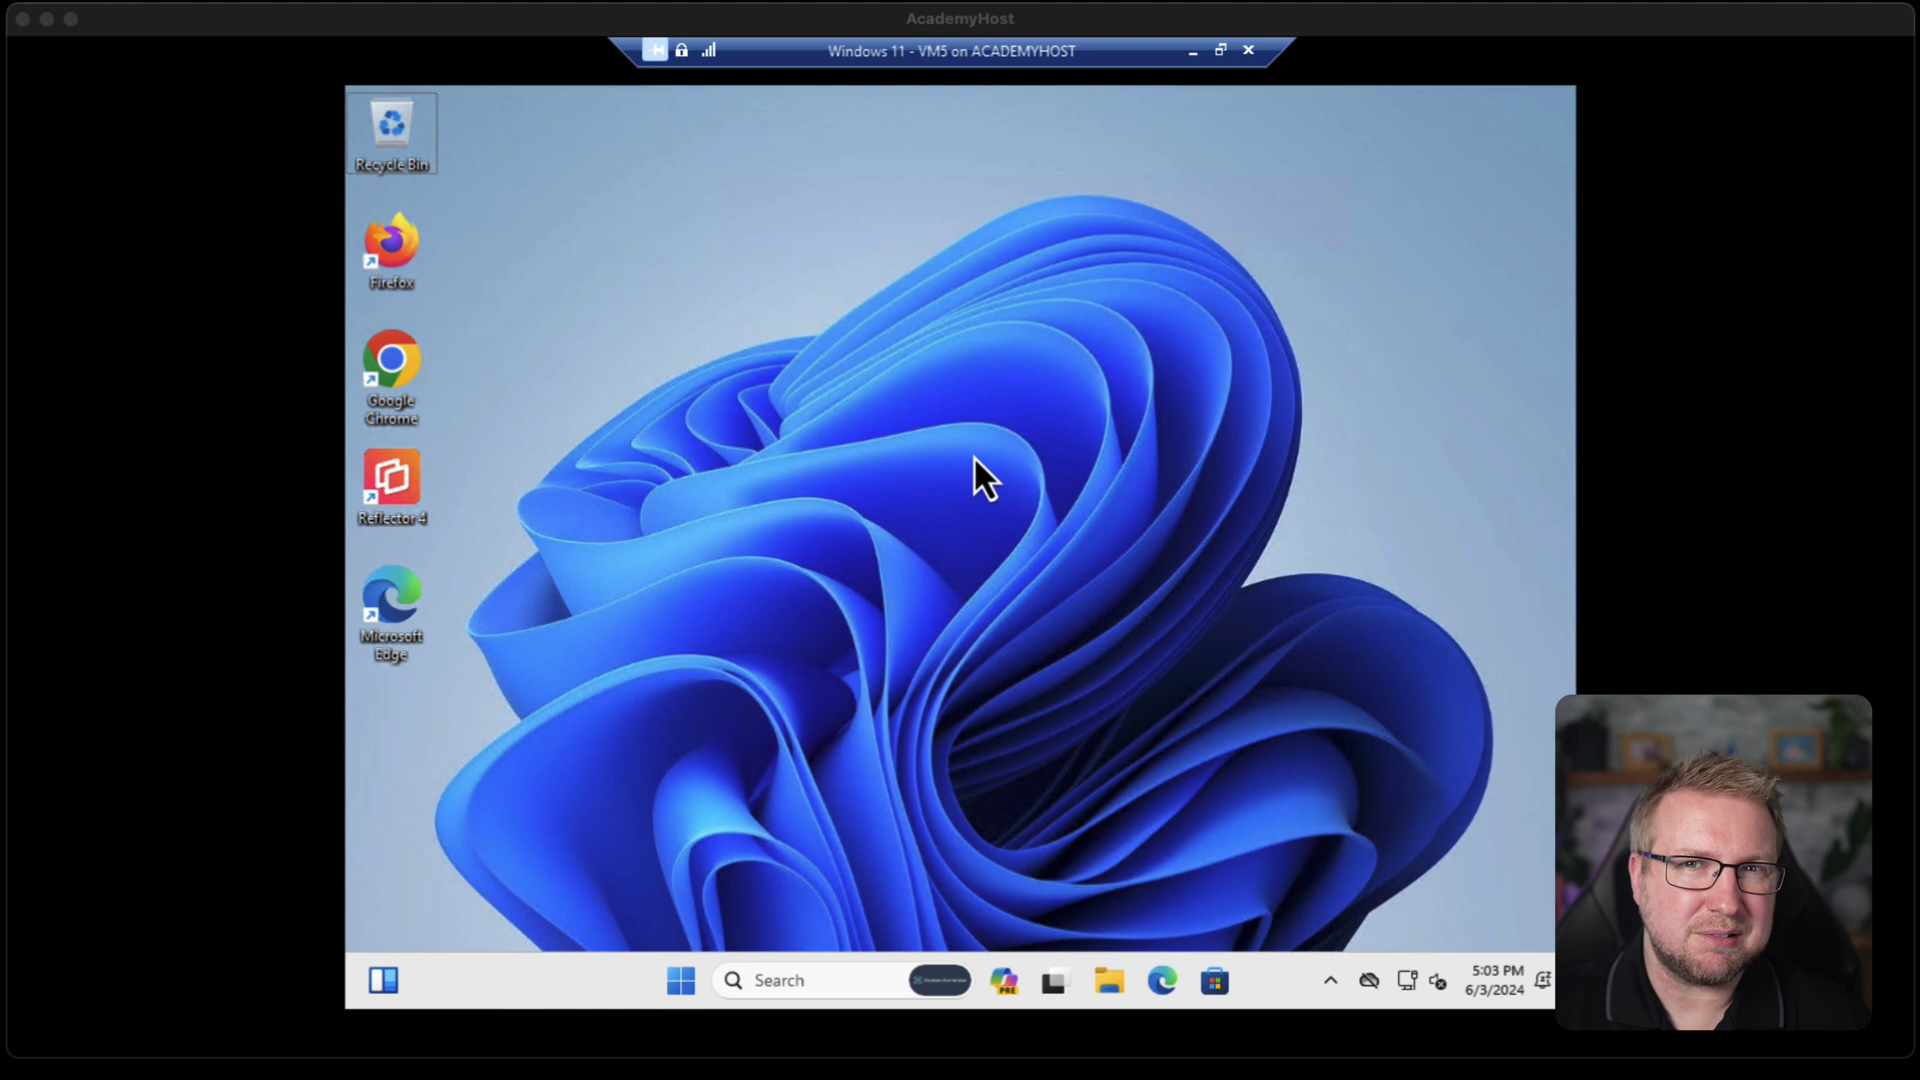 AcademyHost
Windows 11 - VM5 on ACADEMYHOST
Recycle Bin
Firefox
Google
Chrome
Reflector 4
Microsoft
Edge
Search
PRE
5:03 PM
6/3/2024